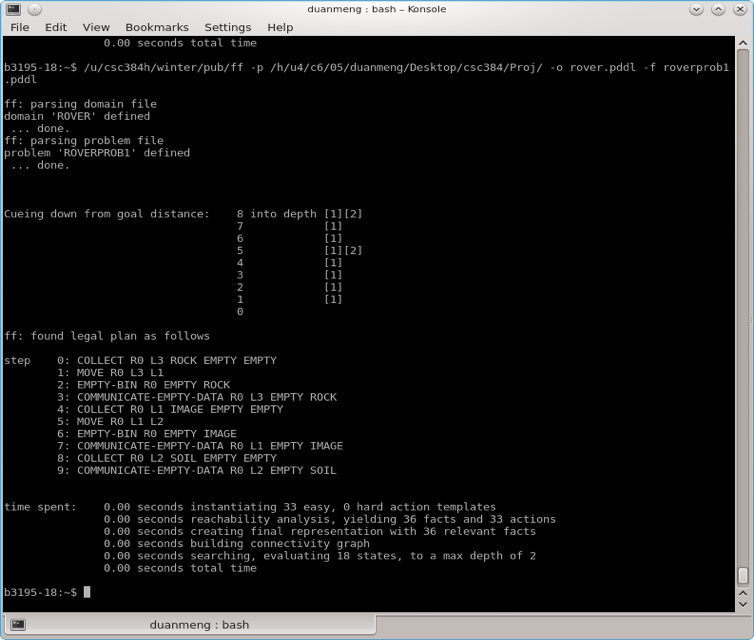 duanmeng : bash – Konsole
File Edit View Bookmarks Settings Help
0.00 seconds total time
b3195-18:~$ /u/csc384h/winter/pub/ff -p /h/u4/c6/05/duanmeng/Desktop/csc384/Proj/ -o rover.pddl -f roverprob1
.pddl
ff: parsing domain file
domain 'ROVER' defined
 ... done.
ff: parsing problem file
problem 'ROVERPROB1' defined
 ... done.
Cueing down from goal distance:    8 into depth [1][2]
7 [1]
6 [1]
5 [1][2]
4 [1]
3 [1]
2 [1]
1 [1]
0
ff: found legal plan as follows
step    0: COLLECT R0 L3 ROCK EMPTY EMPTY
1: MOVE R0 L3 L1
2: EMPTY-BIN R0 EMPTY ROCK
3: COMMUNICATE-EMPTY-DATA R0 L3 EMPTY ROCK
4: COLLECT R0 L1 IMAGE EMPTY EMPTY
5: MOVE R0 L1 L2
6: EMPTY-BIN R0 EMPTY IMAGE
7: COMMUNICATE-EMPTY-DATA R0 L1 EMPTY IMAGE
8: COLLECT R0 L2 SOIL EMPTY EMPTY
9: COMMUNICATE-EMPTY-DATA R0 L2 EMPTY SOIL
time spent:    0.00 seconds instantiating 33 easy, 0 hard action templates
0.00 seconds reachability analysis, yielding 36 facts and 33 actions
0.00 seconds creating final representation with 36 relevant facts
0.00 seconds building connectivity graph
0.00 seconds searching, evaluating 18 states, to a max depth of 2
0.00 seconds total time
b3195-18:~$
duanmeng : bash